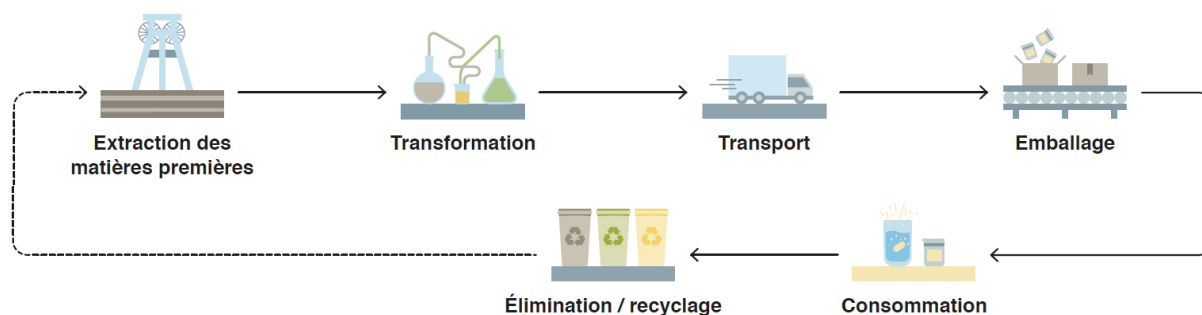 Extraction des
matières premières
Transformation
Transport
Emballage
Élimination / recyclage
Consommation